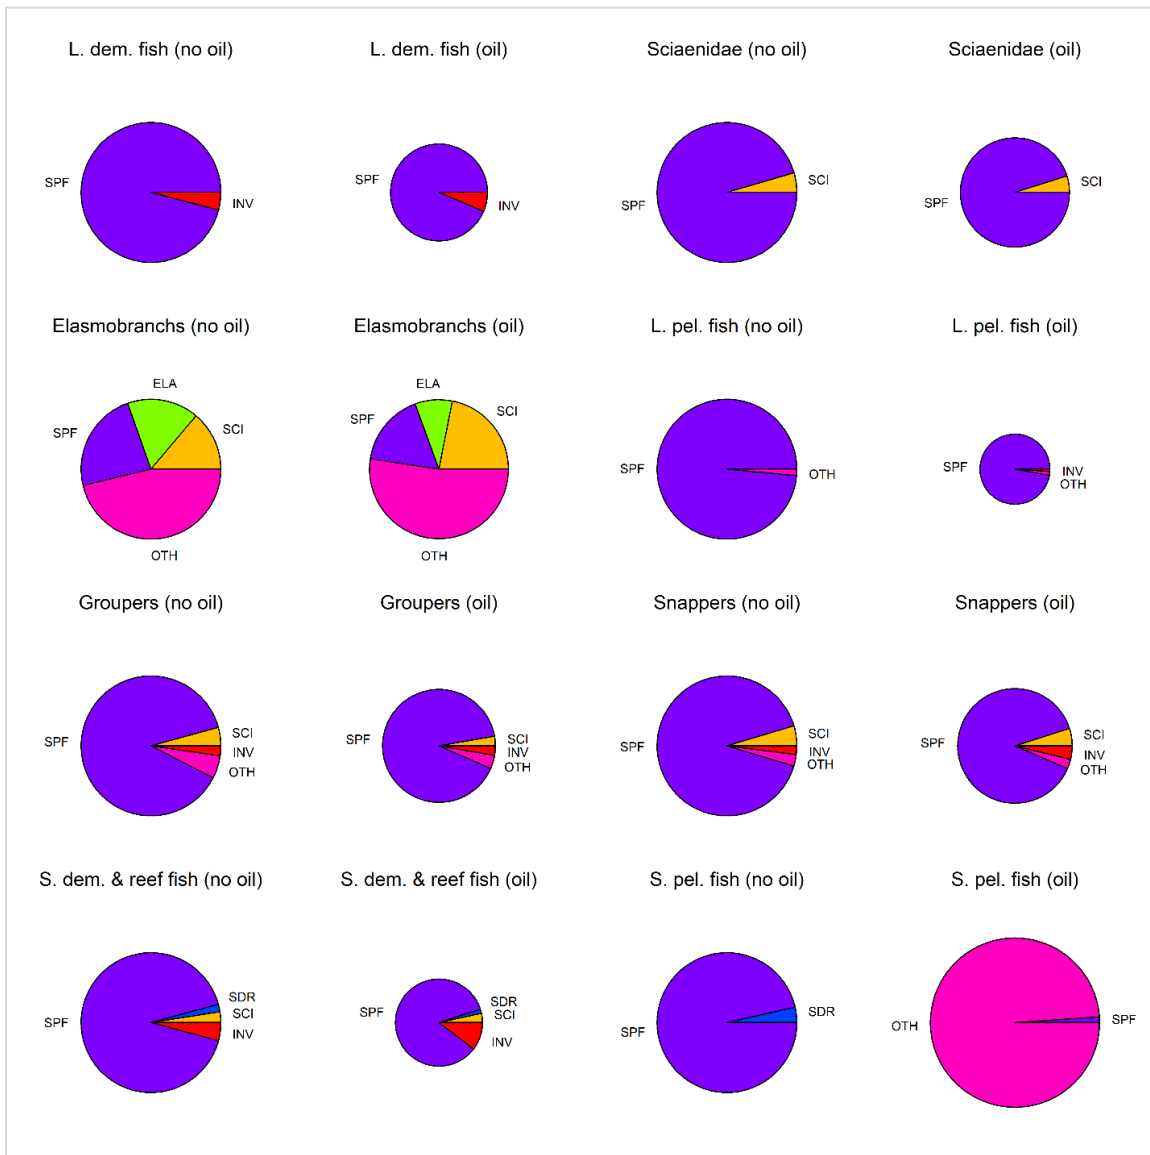 L. dem. fish (no oil)
L. dem. fish (oil)
Sciaenidae (no oil)
Sciaenidae (oil)
SPF
INV
SPF
INV
SPF
SCI
SPF
SCI
Elasmobranchs (no oil)
Elasmobranchs (oil)
L. pel. fish (no oil)
L. pel. fish (oil)
ELA
SPF
SCI
OTH
ELA
SPF
SCI
OTH
SPF
OTH
SPF
INV
OTH
Groupers (no oil)
Groupers (oil)
Snappers (no oil)
Snappers (oil)
SPF
SCI
INV
OTH
SPF
SCI
INV
OTH
SPF
SCI
INV
OTH
SPF
SCI
INV
OTH
S. dem. & reef fish (no oil)
S. dem. & reef fish (oil)
S. pel. fish (no oil)
S. pel. fish (oil)
SPF
SDR
SCI
INV
SPF
SDR
SCI
INV
SPF
SDR
OTH
SPF